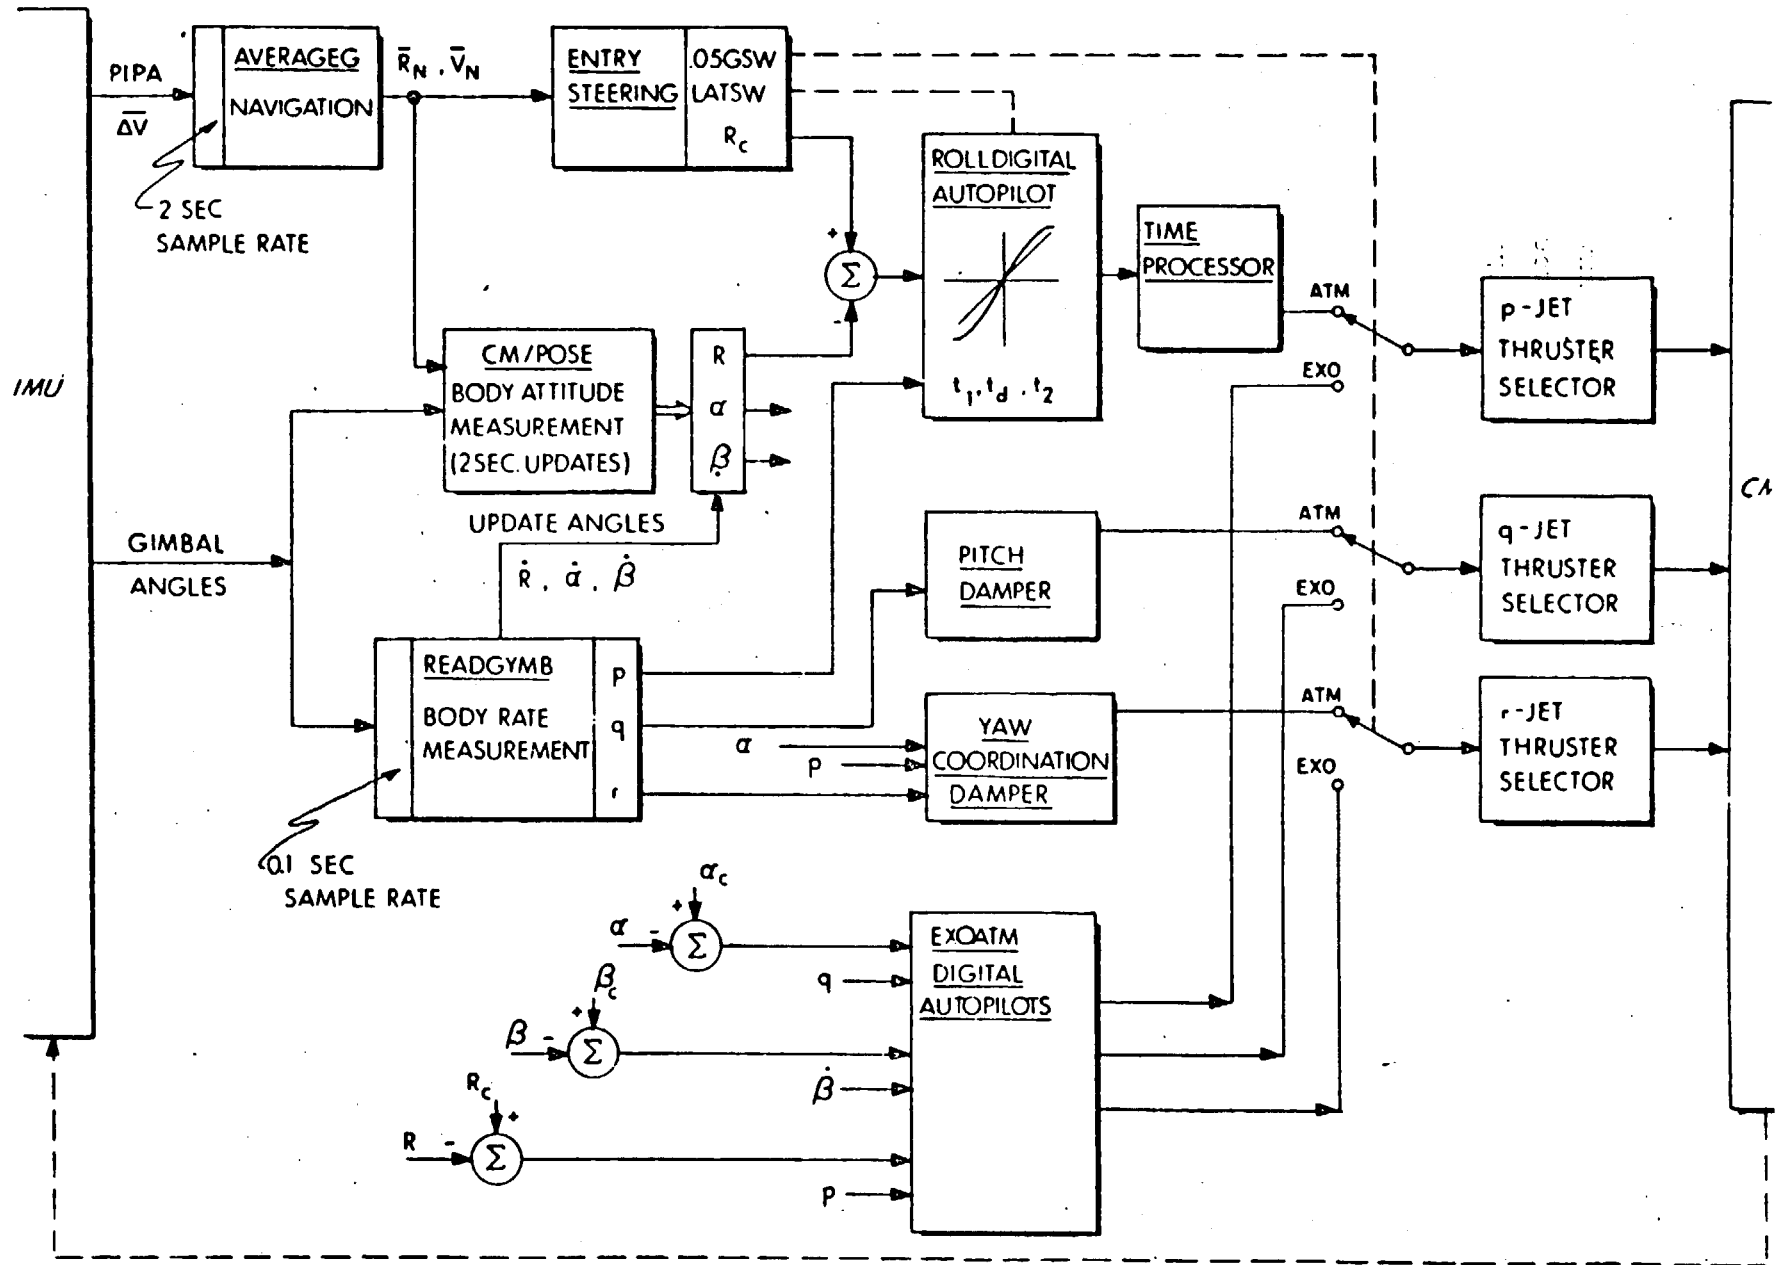 IMU
PIPA
ΔV
AVERAGEG
NAVIGATION
2 SEC
SAMPLE RATE
R̅N , V̅N
ENTRY
STEERING
.05GSW
LATSW
Rc
+
Σ
-
ROLL DIGITAL
AUTOPILOT
t1, td , t2
TIME
PROCESSOR
ATM
EXO
p-JET
THRUSTER
SELECTOR
CM/POSE
BODY ATTITUDE
MEASUREMENT
(2 SEC. UPDATES)
R
α
β
UPDATE ANGLES
Ṙ , α̇ , β̇
GIMBAL
ANGLES
READGYMB
BODY RATE
MEASUREMENT
p
q
r
0.1 SEC
SAMPLE RATE
PITCH
DAMPER
ATM
EXO
q-JET
THRUSTER
SELECTOR
CM
α
p
YAW
COORDINATION
DAMPER
ATM
EXO
r-JET
THRUSTER
SELECTOR
αc
+
α -
Σ
βc
+
β -
Σ
Rc
+
R -
Σ
q
β̇
p
EXOATM
DIGITAL
AUTOPILOTS